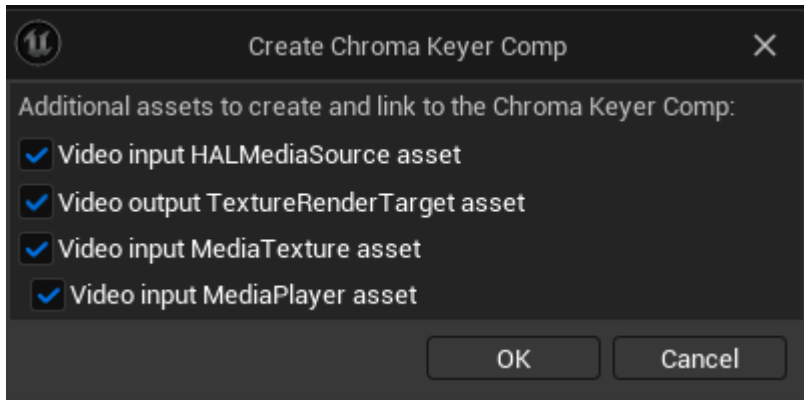 Create Chroma Keyer Comp
Additional assets to create and link to the Chroma Keyer Comp:
Video input HALMediaSource asset
Video output TextureRenderTarget asset
Video input MediaTexture asset
Video input MediaPlayer asset
OK Cancel